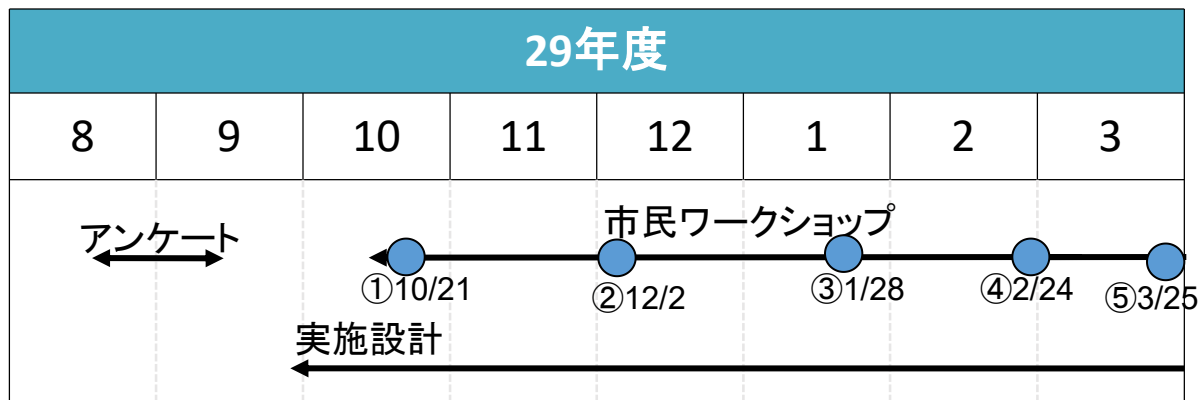 29年度
8 9 10 11 12 1 2 3
アンケート
市民ワークショップ
①10/21 ②12/2 ③1/28 ④2/24 ⑤3/25
実施設計